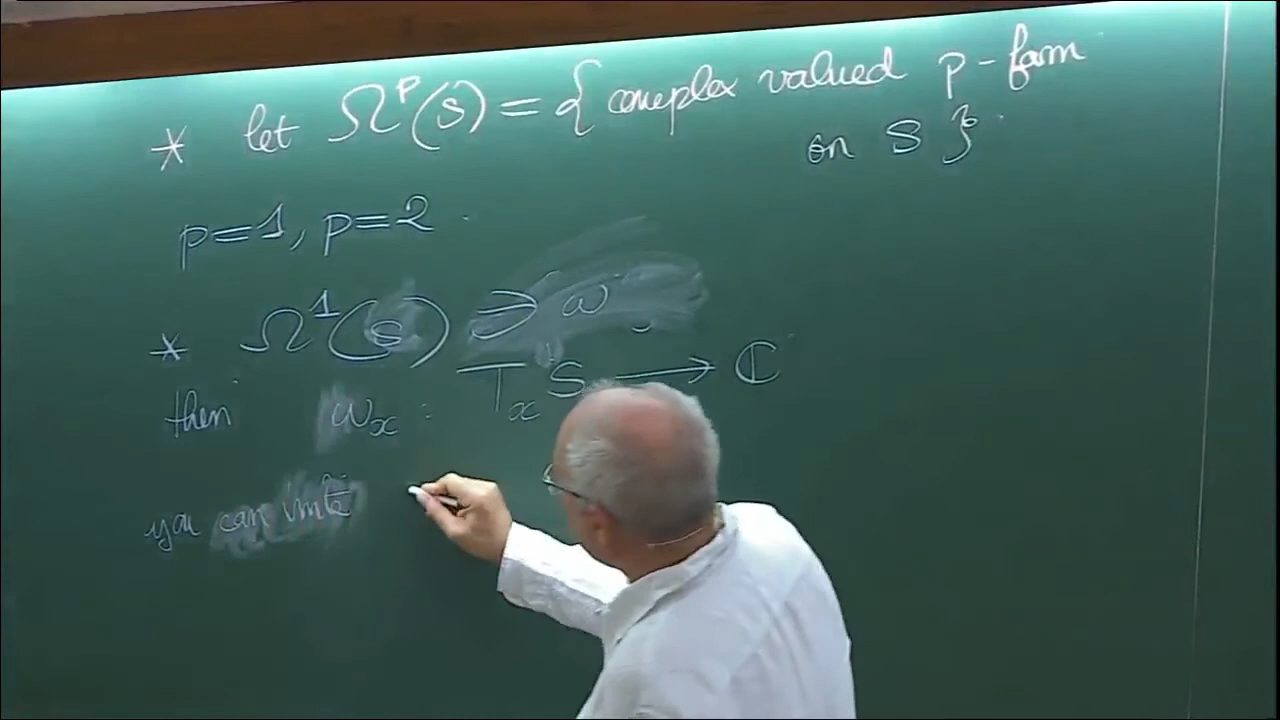 * let Ω^p(S) = { complex valued p-form
on S }.
p=1, p=2.
* Ω^1(S) ∋ ω
then ω_x : T_x S ⟶ ℂ
you can write